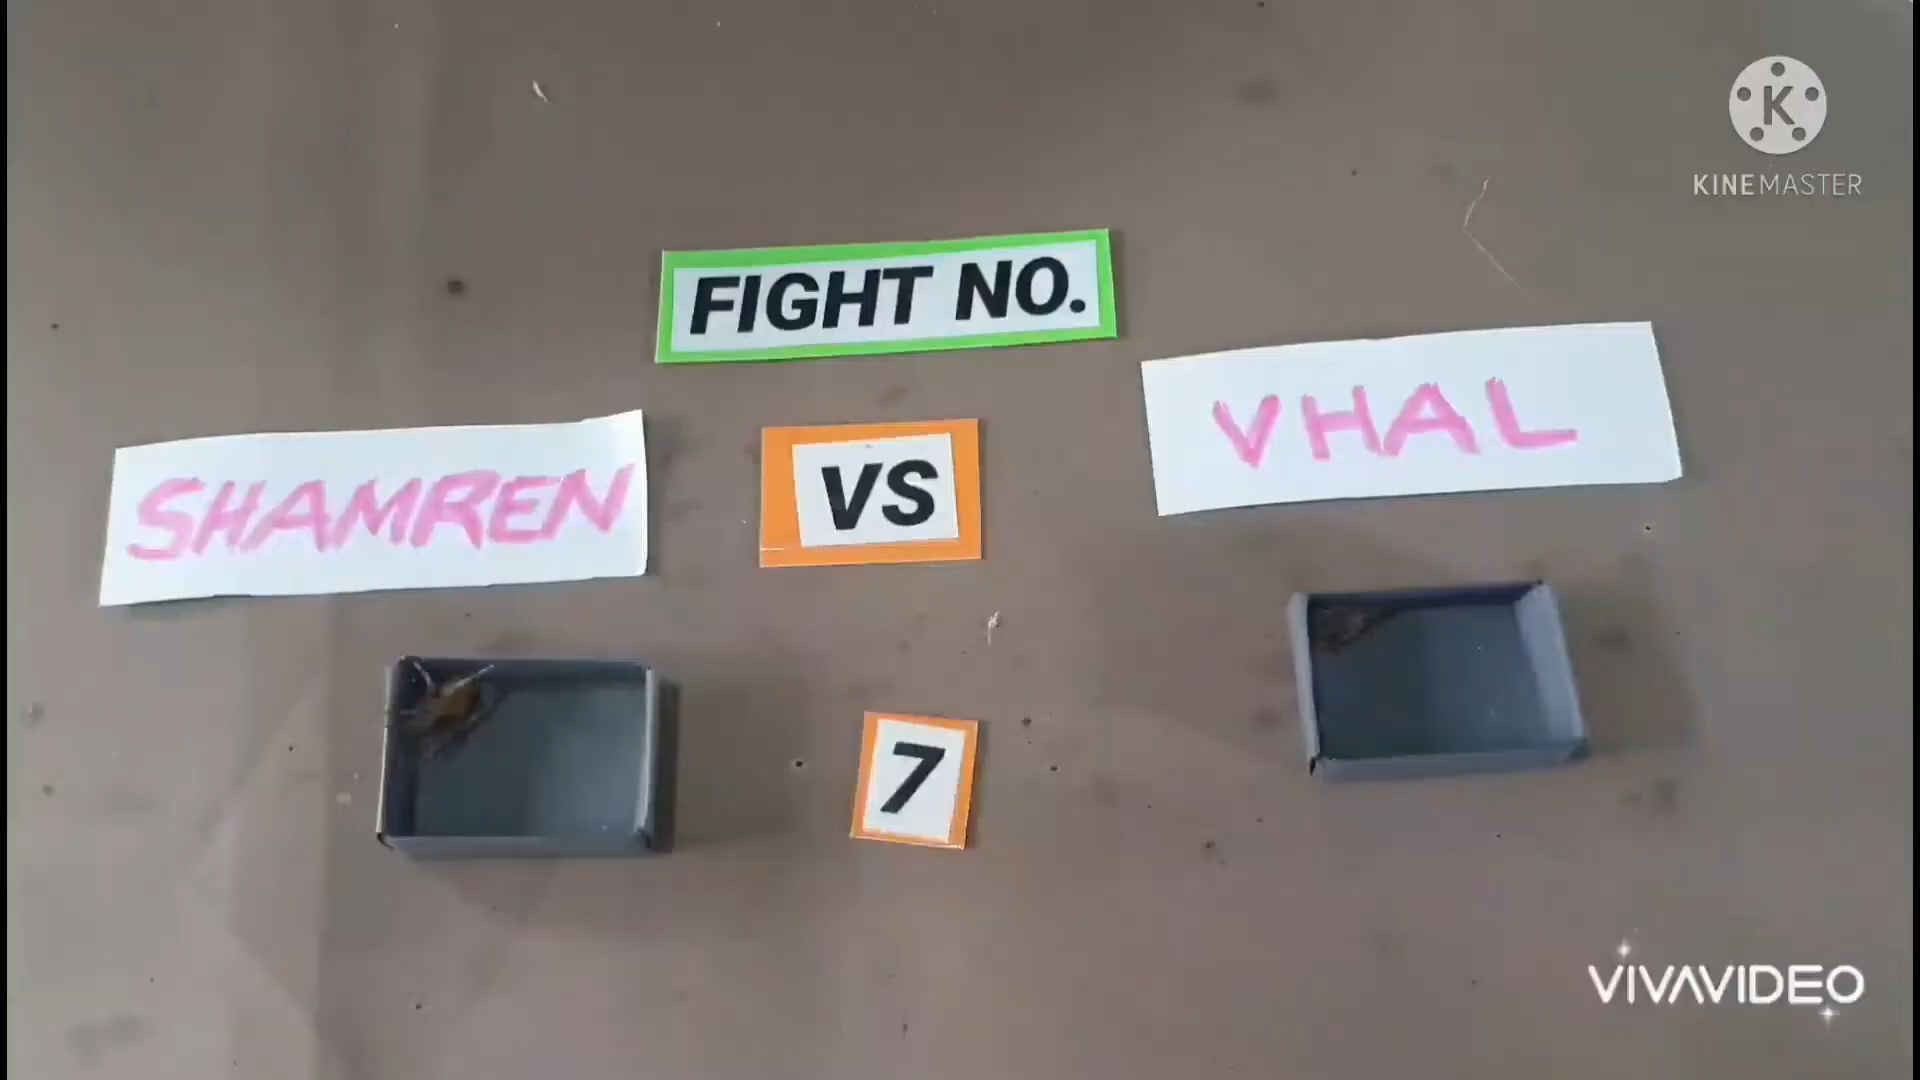 K
KINEMASTER
FIGHT NO.
VHAL
SHAMREN
VS
7
VIVAVIDEO